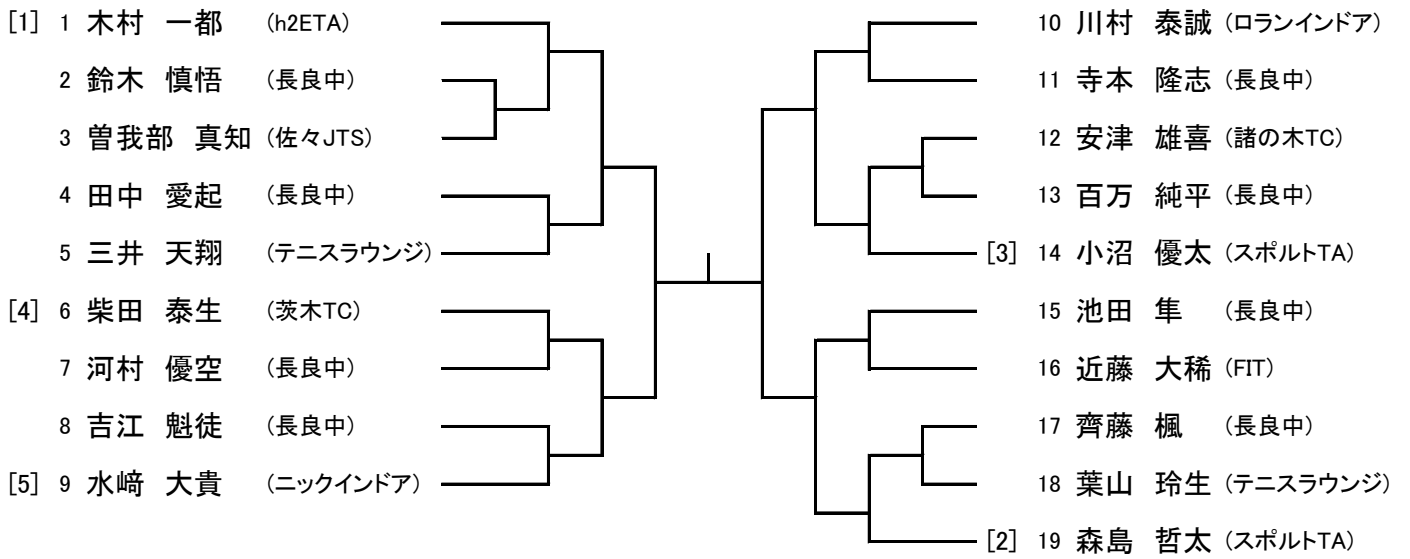 [1] 1 木村 一都 (h2ETA)
2 鈴木 慎悟 (長良中)
3 曽我部 真知 (佐々JTS)
4 田中 愛起 (長良中)
5 三井 天翔 (テニスラウンジ)
[4] 6 柴田 泰生 (茨木TC)
7 河村 優空 (長良中)
8 吉江 魁徒 (長良中)
[5] 9 水﨑 大貴 (ニックインドア)
10 川村 泰誠 (ロランインドア)
11 寺本 隆志 (長良中)
12 安津 雄喜 (諸の木TC)
13 百万 純平 (長良中)
[3] 14 小沼 優太 (スポルトTA)
15 池田 隼 (長良中)
16 近藤 大稀 (FIT)
17 齊藤 楓 (長良中)
18 葉山 玲生 (テニスラウンジ)
[2] 19 森島 哲太 (スポルトTA)